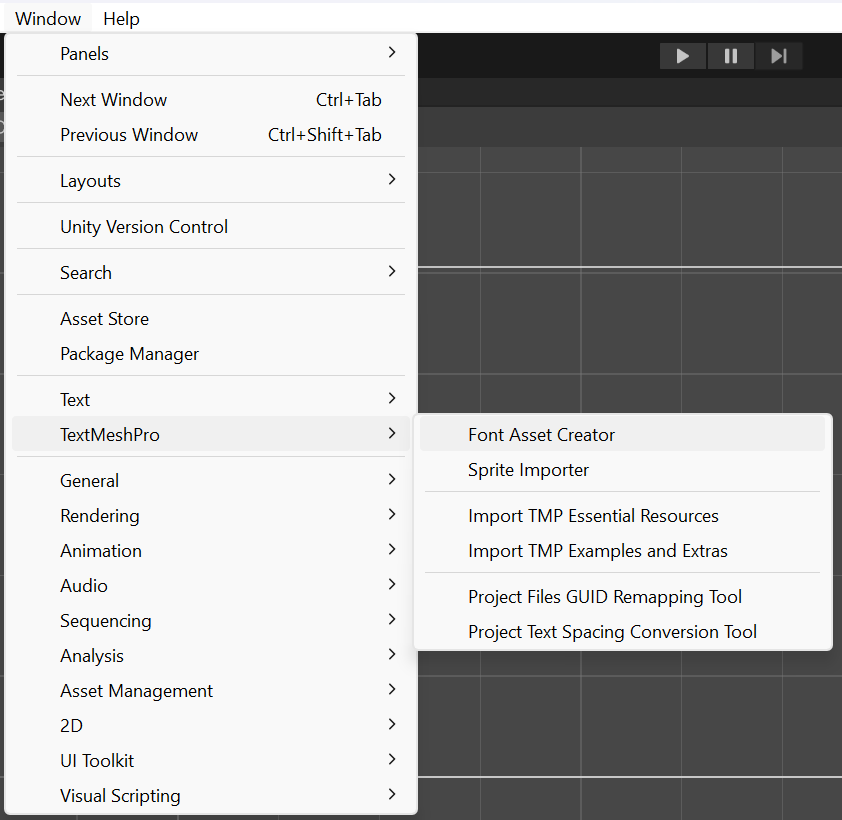 Window Help
Panels
Next Window Ctrl+Tab
Previous Window Ctrl+Shift+Tab
Layouts
Unity Version Control
Search
Asset Store
Package Manager
Text
TextMeshPro
Font Asset Creator
Sprite Importer
Import TMP Essential Resources
Import TMP Examples and Extras
Project Files GUID Remapping Tool
Project Text Spacing Conversion Tool
General
Rendering
Animation
Audio
Sequencing
Analysis
Asset Management
2D
UI Toolkit
Visual Scripting